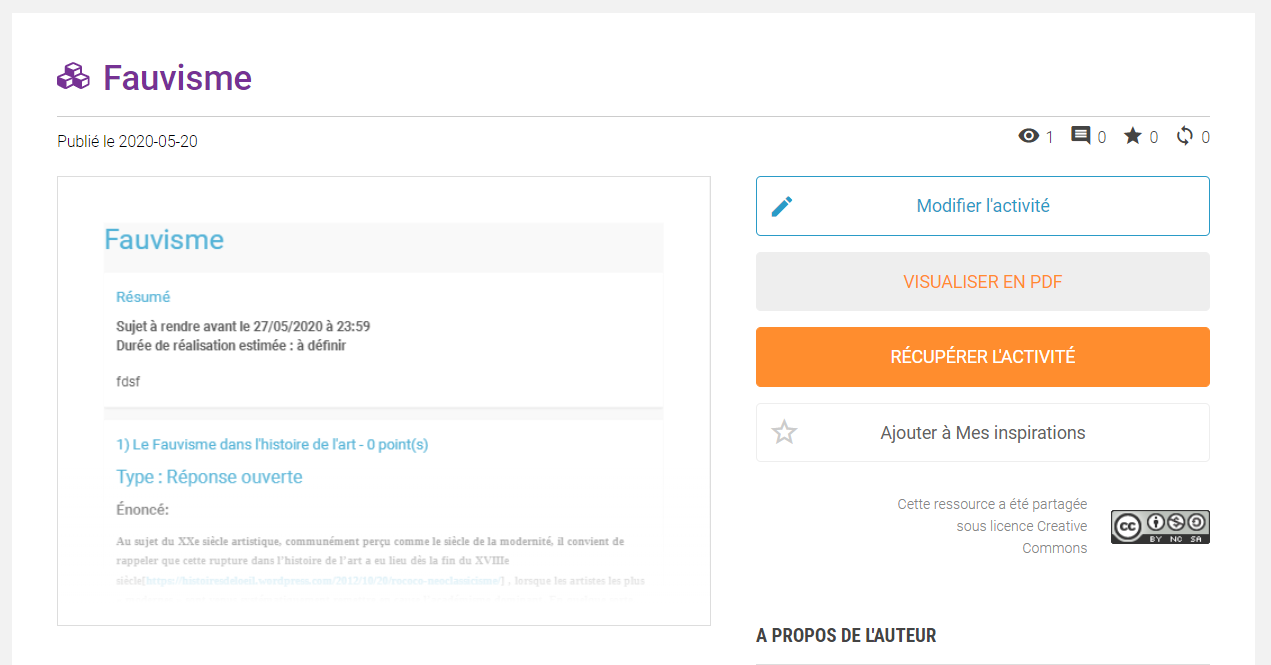 Fauvisme
Publié le 2020-05-20
1 0 0 0
Fauvisme
Résumé
Sujet à rendre avant le 27/05/2020 à 23:59
Durée de réalisation estimée : à définir
fdsf
1) Le Fauvisme dans l'histoire de l'art - 0 point(s)
Type : Réponse ouverte
Énoncé:
Au sujet du XXe siècle artistique, communément perçu comme le siècle de la modernité, il convient de
rappeler que cette rupture dans l'histoire de l'art a eu lieu dès la fin du XVIIIe
siècle[https://histoiresdeloeil.wordpress.com/2012/10/20/rococo-neoclassicisme/] , lorsque les artistes les plus
Modifier l'activité
VISUALISER EN PDF
RÉCUPÉRER L'ACTIVITÉ
Ajouter à Mes inspirations
Cette ressource a été partagée
sous licence Creative
Commons
cc
BY NC SA
A PROPOS DE L'AUTEUR